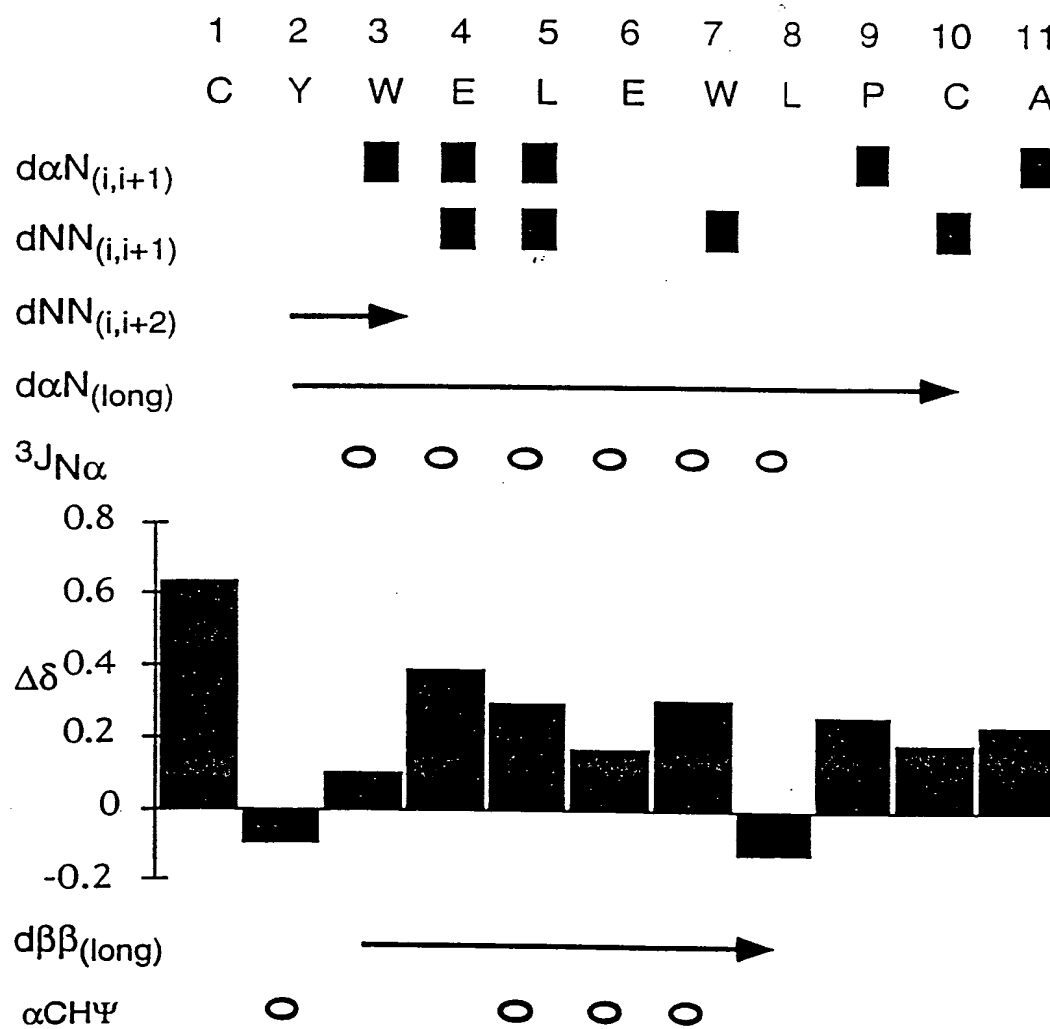 1 2 3 4 5 6 7 8 9 10 11
C Y W E L E W L P C A
dαN(i,i+1)
dNN(i,i+1)
dNN(i,i+2)
dαN(long)
3JNα
0.8
0.6
Δδ 0.4
0.2
0
-0.2
dββ(long)
αCHΨ